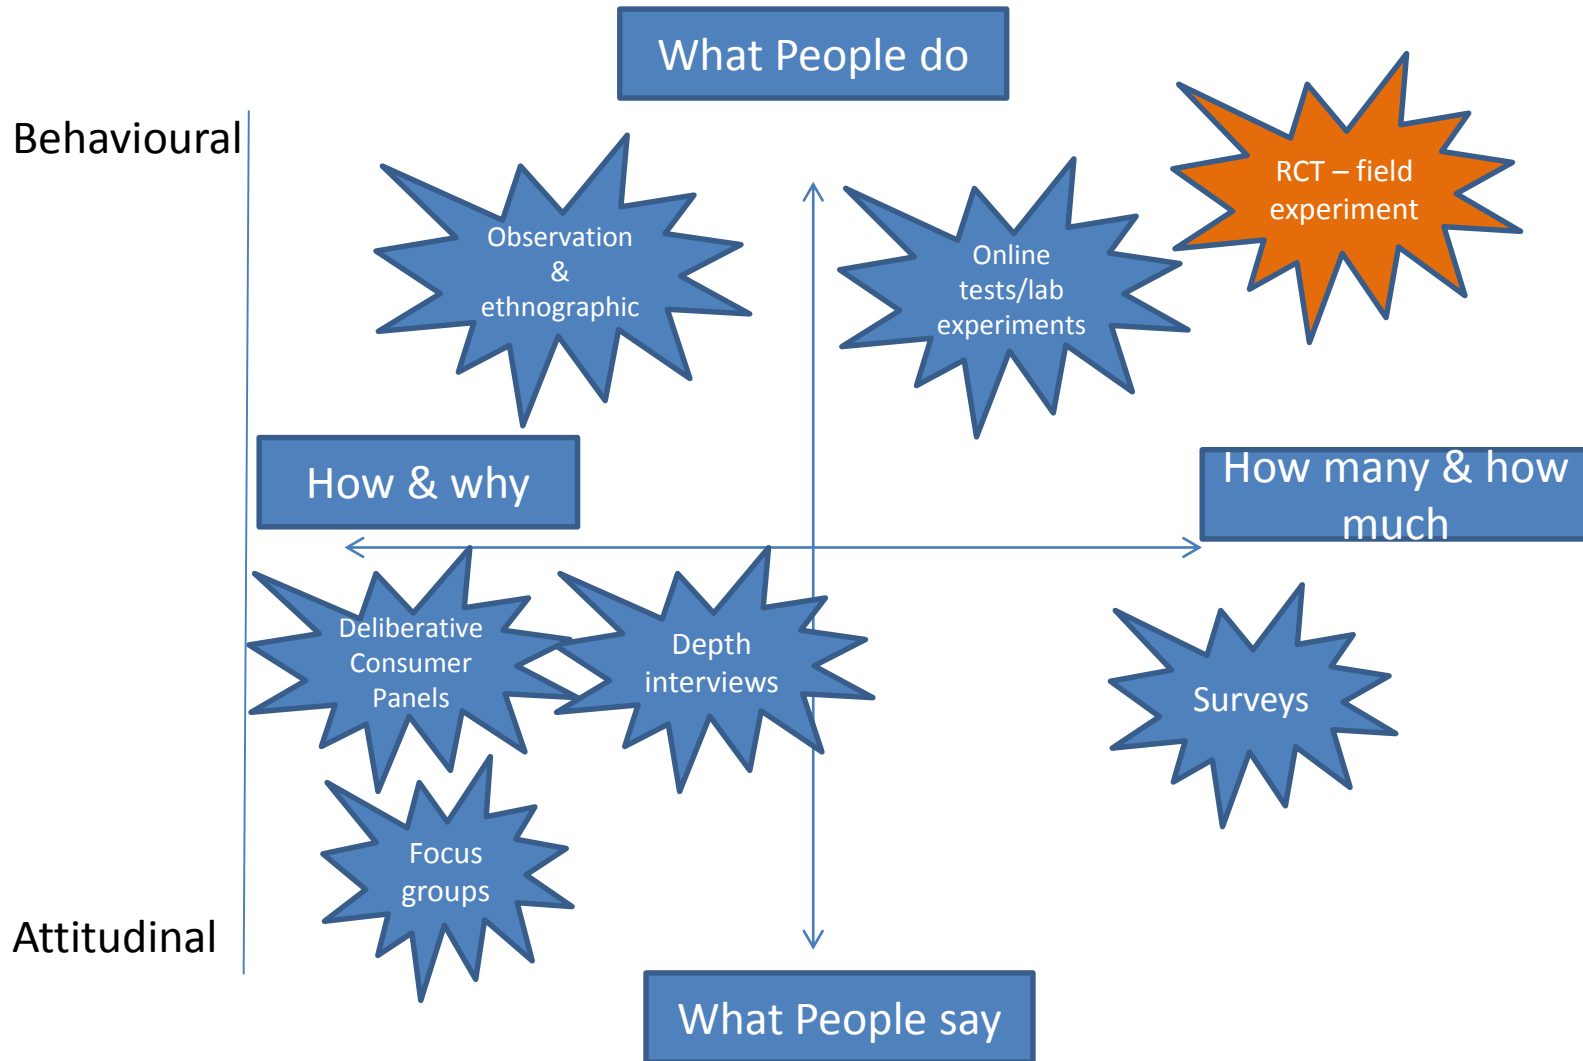 What People do
Behavioural
RCT – field
experiment
Observation
&
ethnographic
Online
tests/lab
experiments
How & why
How many & how
much
Deliberative
Consumer
Panels
Depth
interviews
Surveys
Focus
groups
Attitudinal
What People say